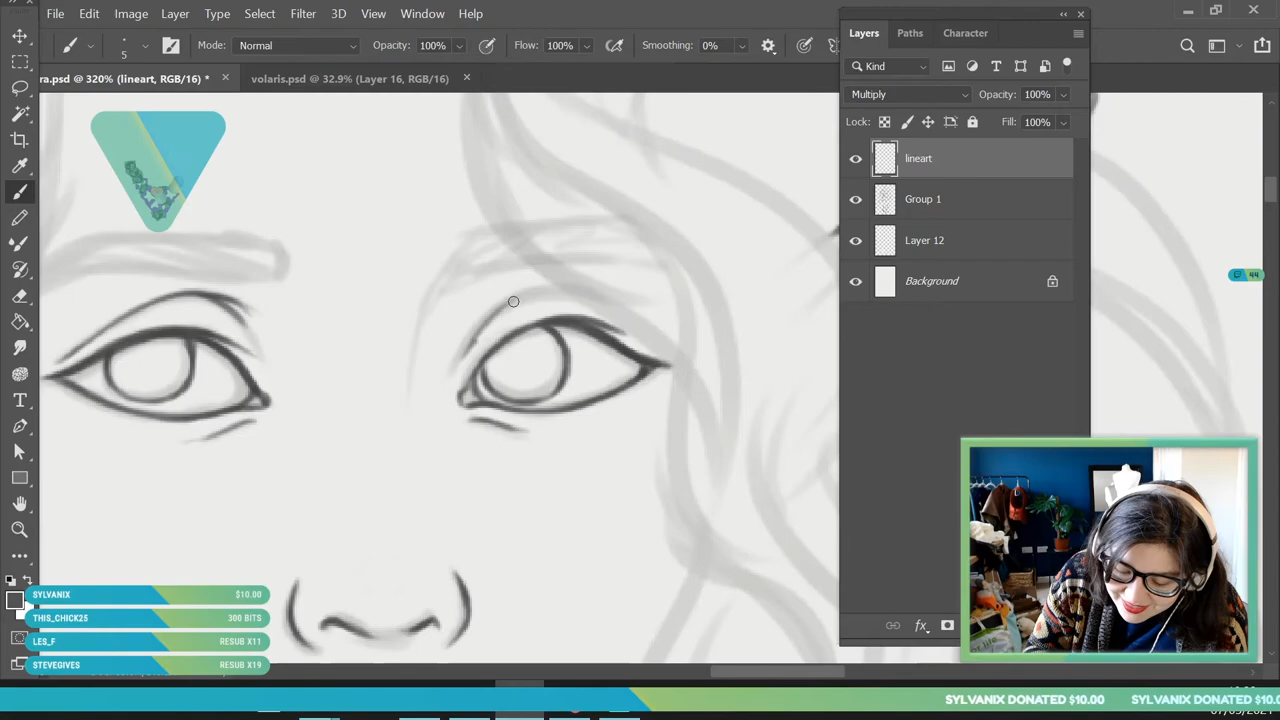 File Edit Image Layer Type Select Filter 3D View Window Help
5 Mode: Normal Opacity: 100% Flow: 100% Smoothing: 0%
ra.psd @ 320% (lineart, RGB/16) * volaris.psd @ 32.9% (Layer 16, RGB/16)
Layers Paths Character
Kind
Multiply Opacity: 100%
Lock: Fill: 100%
lineart
Group 1
Layer 12
Background
44
fx
SYLVANIX $10.00
THIS_CHICK25 300 BITS
LES_F RESUB X11
STEVEGIVES RESUB X19
SYLVANIX DONATED $10.00 SYLVANIX DONATED $10.0